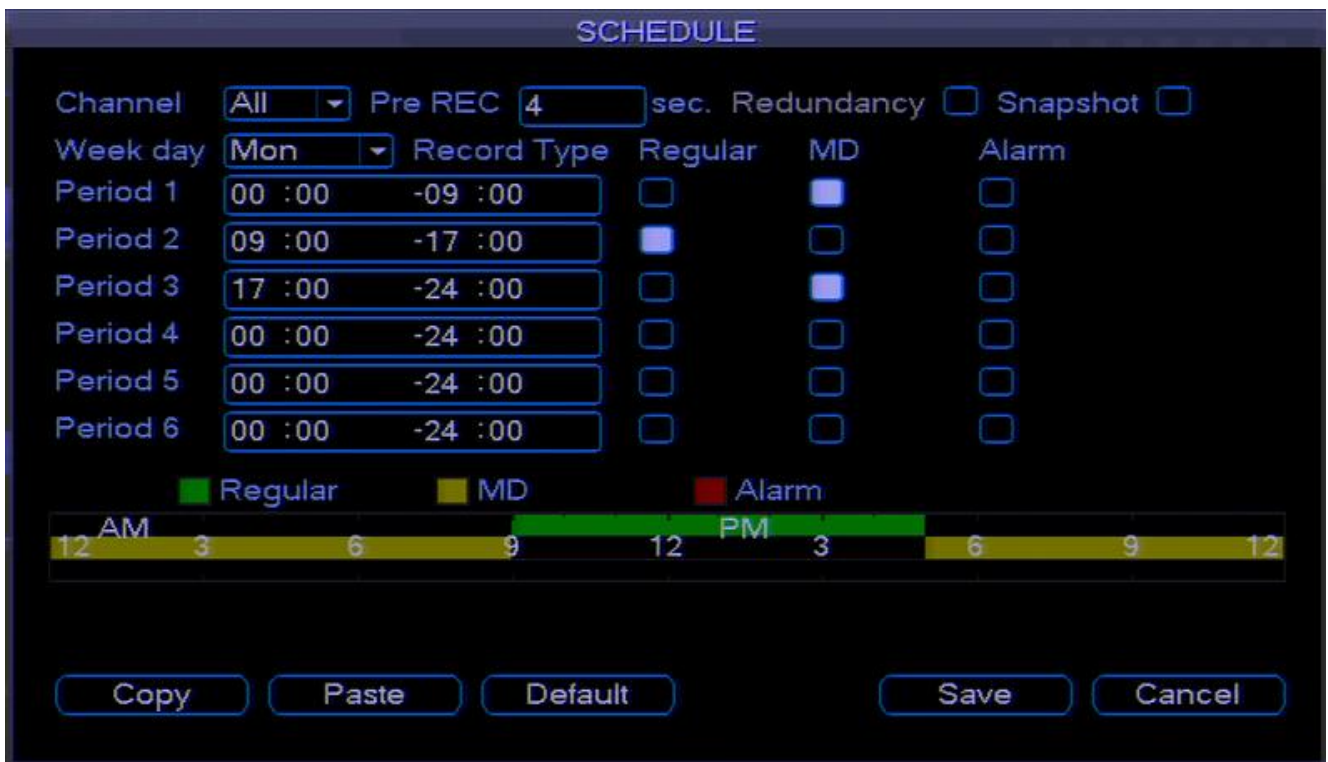 SCHEDULE
Channel All Pre REC 4 sec. Redundancy Snapshot
Week day Mon Record Type Regular MD Alarm
Period 1 00 :00 -09 :00
Period 2 09 :00 -17 :00
Period 3 17 :00 -24 :00
Period 4 00 :00 -24 :00
Period 5 00 :00 -24 :00
Period 6 00 :00 -24 :00
Regular MD Alarm
AM PM
12 3 6 9 12 3 6 9 12
Copy Paste Default Save Cancel